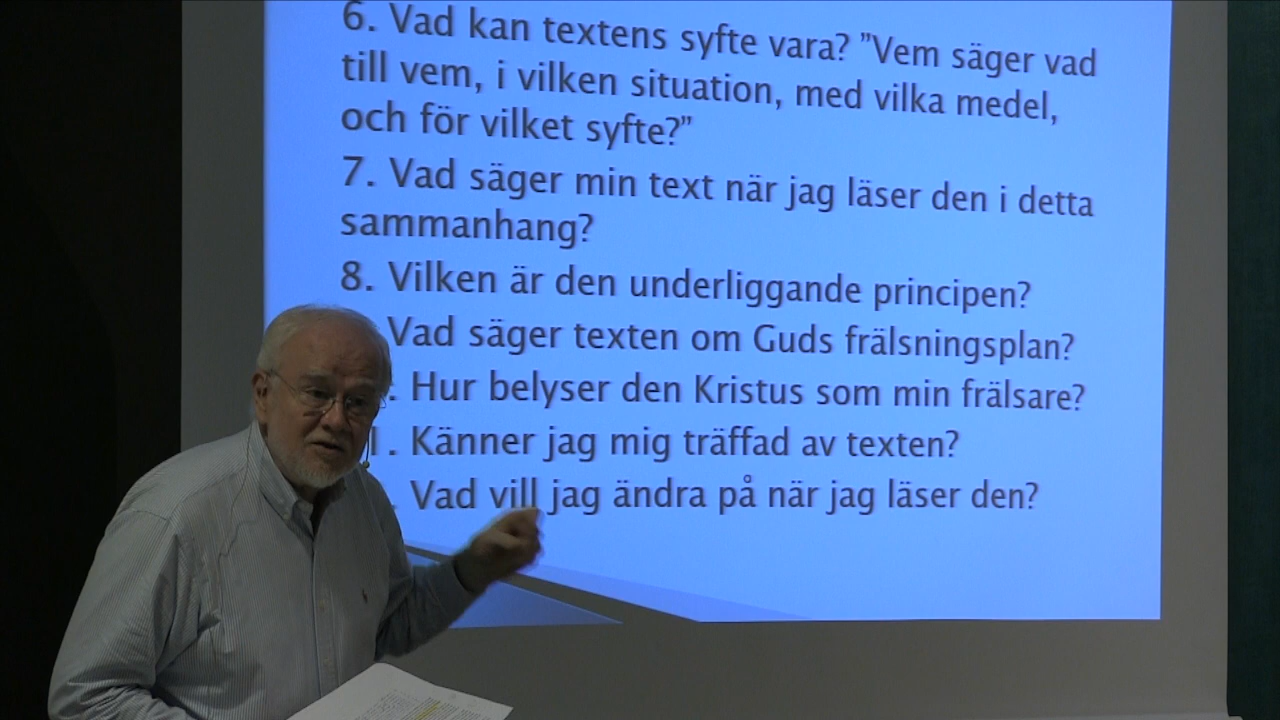 6. Vad kan textens syfte vara? ”Vem säger vad
till vem, i vilken situation, med vilka medel,
och för vilket syfte?”
7. Vad säger min text när jag läser den i detta
sammanhang?
8. Vilken är den underliggande principen?
Vad säger texten om Guds frälsningsplan?
. Hur belyser den Kristus som min frälsare?
1. Känner jag mig träffad av texten?
. Vad vill jag ändra på när jag läser den?